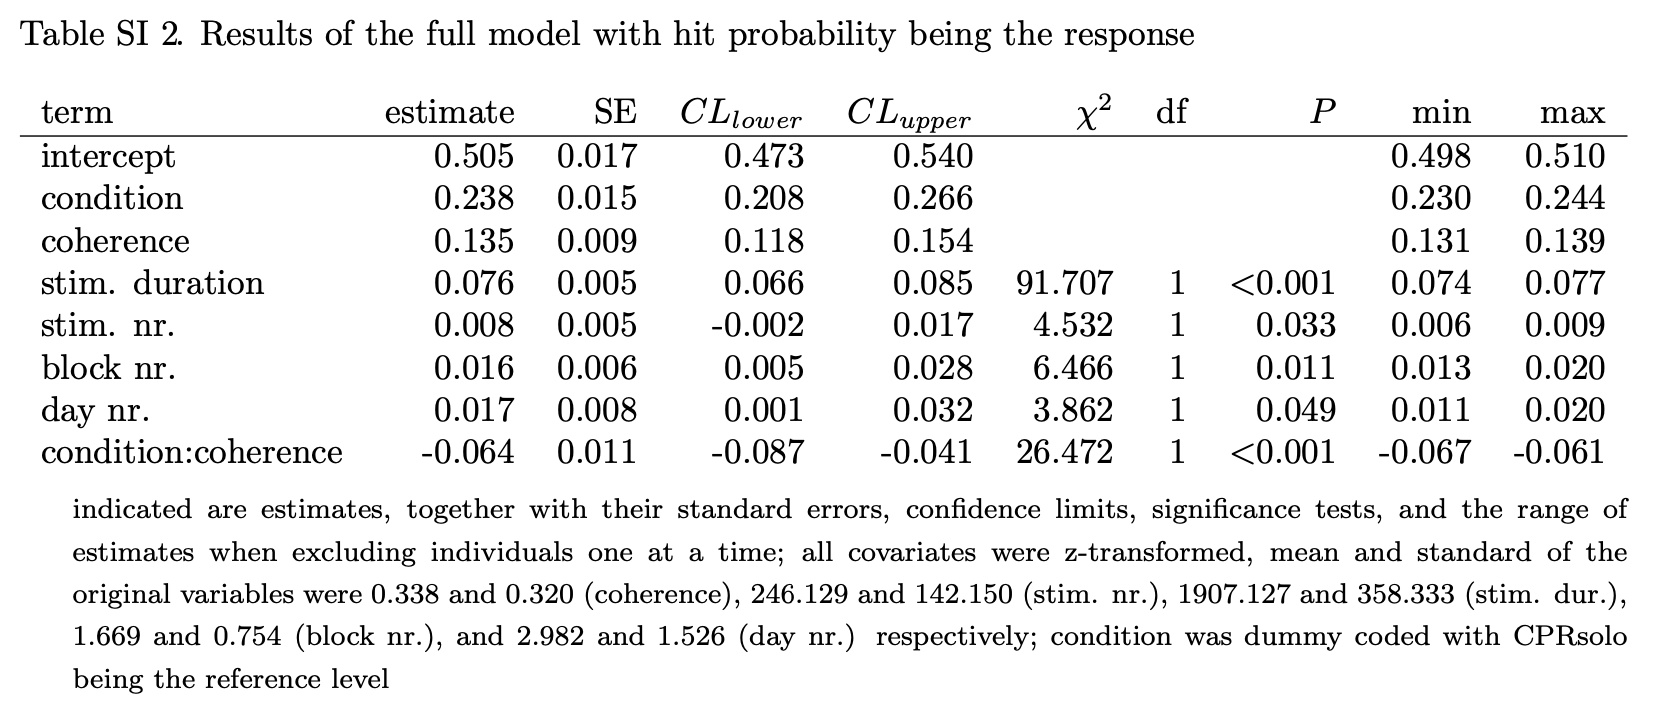 Table SI 2. Results of the full model with hit probability being the response
term estimate SE CLlower CLupper χ² df P min max
intercept 0.505 0.017 0.473 0.540 0.498 0.510
condition 0.238 0.015 0.208 0.266 0.230 0.244
coherence 0.135 0.009 0.118 0.154 0.131 0.139
stim. duration 0.076 0.005 0.066 0.085 91.707 1 <0.001 0.074 0.077
stim. nr. 0.008 0.005 -0.002 0.017 4.532 1 0.033 0.006 0.009
block nr. 0.016 0.006 0.005 0.028 6.466 1 0.011 0.013 0.020
day nr. 0.017 0.008 0.001 0.032 3.862 1 0.049 0.011 0.020
condition:coherence -0.064 0.011 -0.087 -0.041 26.472 1 <0.001 -0.067 -0.061
indicated are estimates, together with their standard errors, confidence limits, significance tests, and the range of
estimates when excluding individuals one at a time; all covariates were z-transformed, mean and standard of the
original variables were 0.338 and 0.320 (coherence), 246.129 and 142.150 (stim. nr.), 1907.127 and 358.333 (stim. dur.),
1.669 and 0.754 (block nr.), and 2.982 and 1.526 (day nr.) respectively; condition was dummy coded with CPRsolo
being the reference level